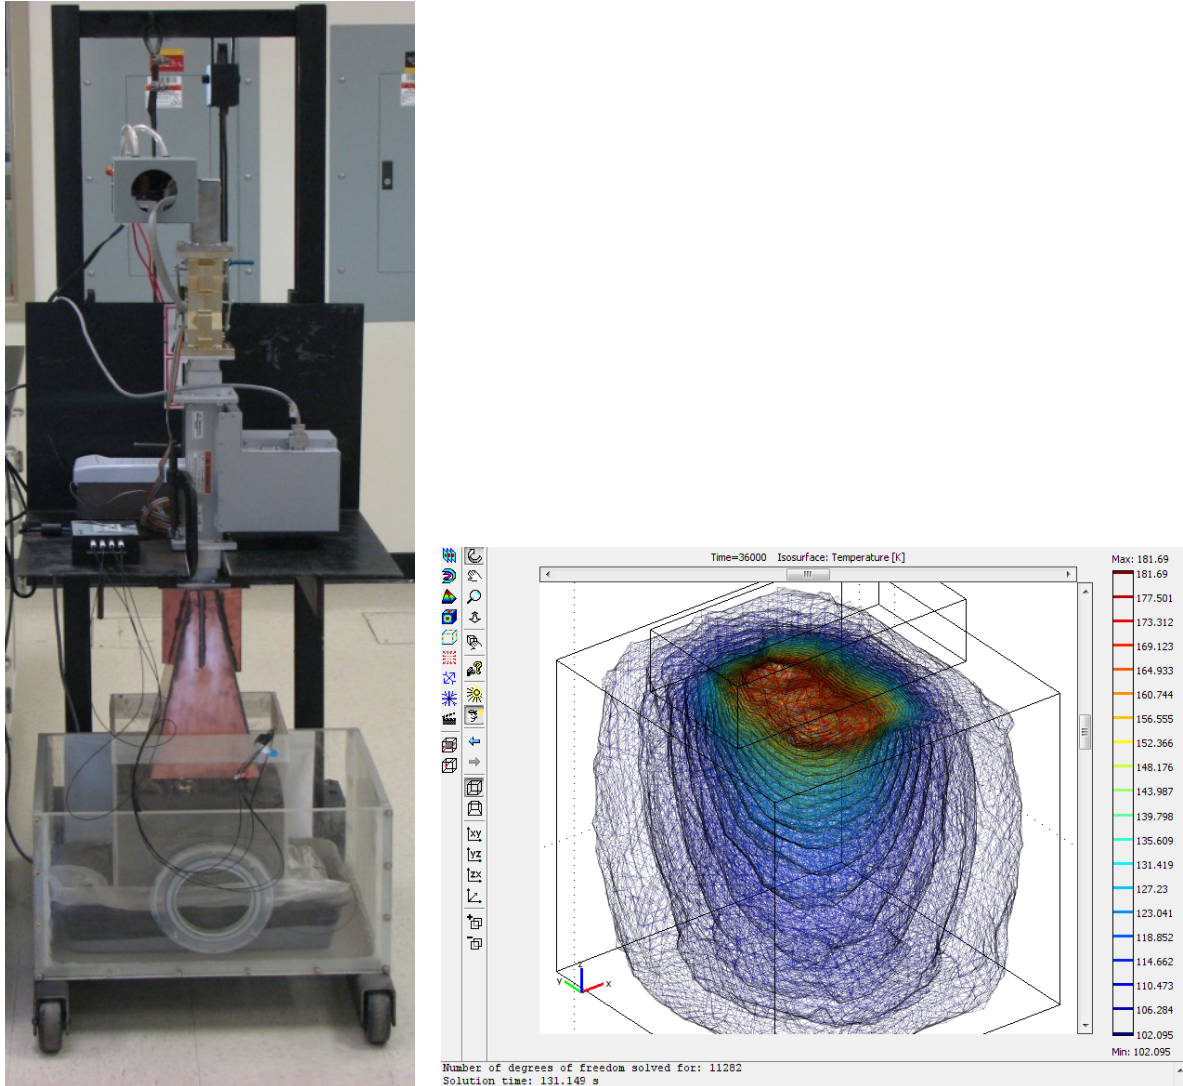 Time=36000 Isosurface: Temperature [K]
Max: 181.69
181.69
177.501
173.312
169.123
164.933
160.744
156.555
152.366
148.176
143.987
139.798
135.609
131.419
127.23
123.041
118.852
114.662
110.473
106.284
102.095
Min: 102.095
xy
yz
zx
z
y
x
Number of degrees of freedom solved for: 11282
Solution time: 131.149 s